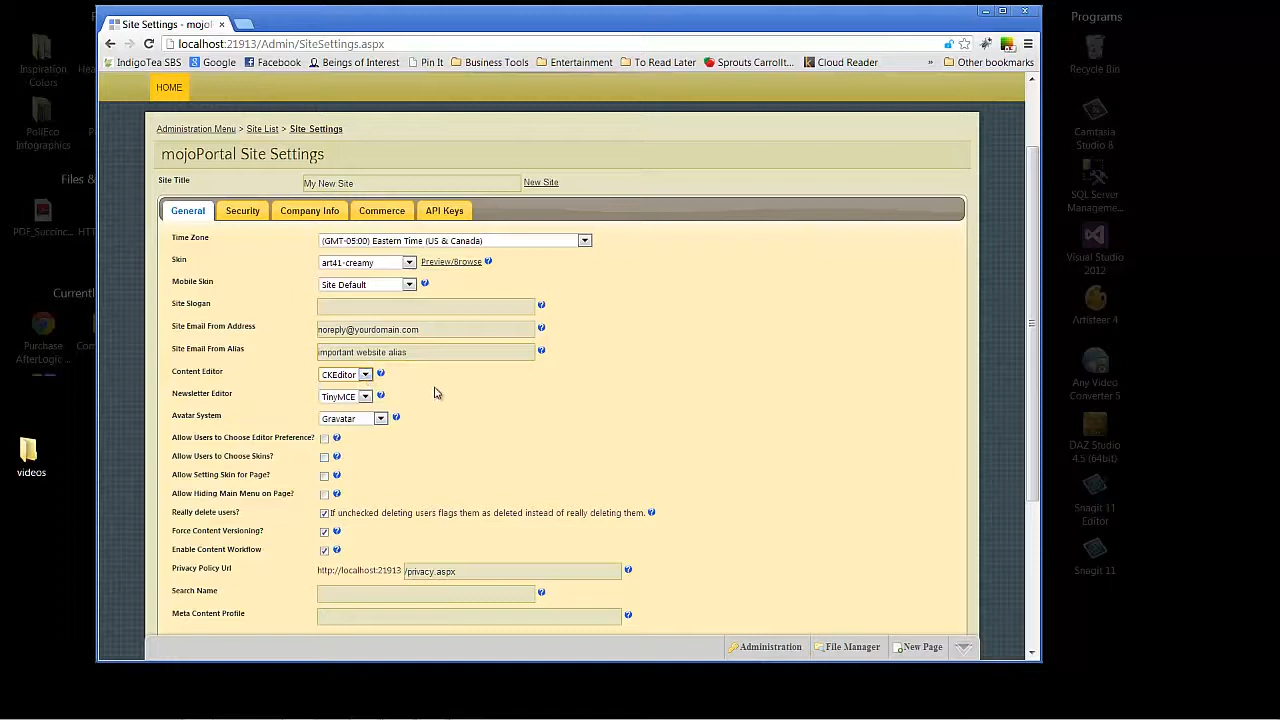 Site Settings - mojo
localhost:21913/Admin/SiteSettings.aspx
IndigoTea SBS Google Facebook Beings of Interest Pin It Business Tools Entertainment To Read Later Sporon Carrollt... Cloud Reader » Other bookmarks
HOME
Administration Menu > Site List > Site Settings
mojoPortal Site Settings
Site Title My New Site New Site
General Security Company Info Commerce API Keys
Time Zone (GMT-05:00) Eastern Time (US & Canada)
Skin art41-creamy Preview/Browse
Mobile Skin Site Default
Site Slogan
Site Email From Address noreply@yourdomain.com
Site Email From Alias important website alias
Content Editor CKEditor
Newsletter Editor TinyMCE
Avatar System Gravatar
Allow Users to Choose Editor Preference?
Allow Users to Choose Skins?
Allow Setting Skin for Page?
Allow Hiding Main Menu on Page?
Really delete users? If unchecked deleting users flags them as deleted instead of really deleting them.
Force Content Versioning?
Enable Content Workflow
Privacy Policy Url http://localhost:21913 /privacy.aspx
Search Name
Meta Content Profile
Administration File Manager New Page
Inspiration
Colors
PoliEco
Infographics
Files &
PDF_Succinc...
HTT
Currentl
Purchase
AfterLogic ...
videos
Programs
Recycle Bin
Camtasia
Studio 8
SQL Server
Manageme...
Visual Studio
2012
Artisteer 4
Any Video
Converter 5
DAZ Studio
4.5 (64bit)
Snagit 11
Editor
Snagit 11